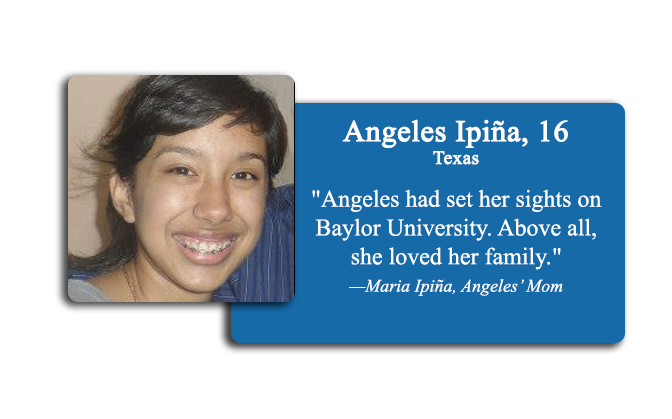 Angeles Ipiña, 16
Texas
"Angeles had set her sights on
Baylor University. Above all,
she loved her family."
—Maria Ipiña, Angeles’ Mom